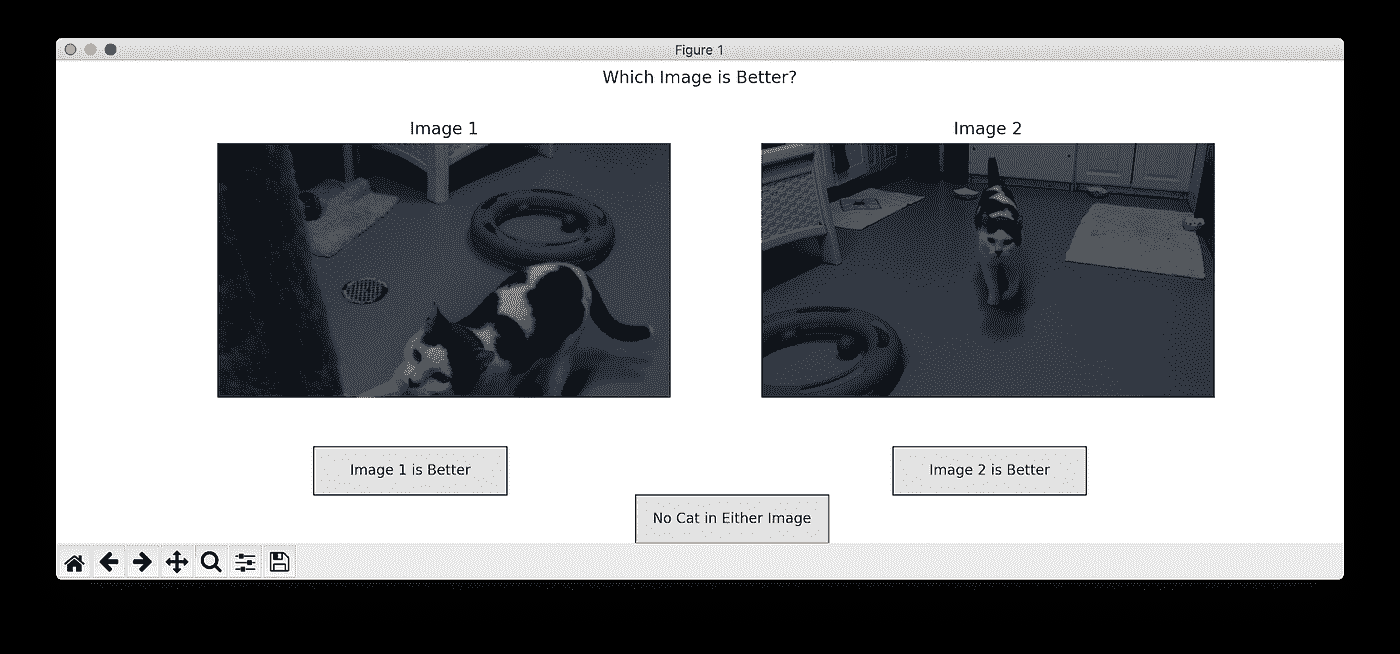 Figure 1
Which Image is Better?
Image 1
Image 2
Image 1 is Better
Image 2 is Better
No Cat in Either Image